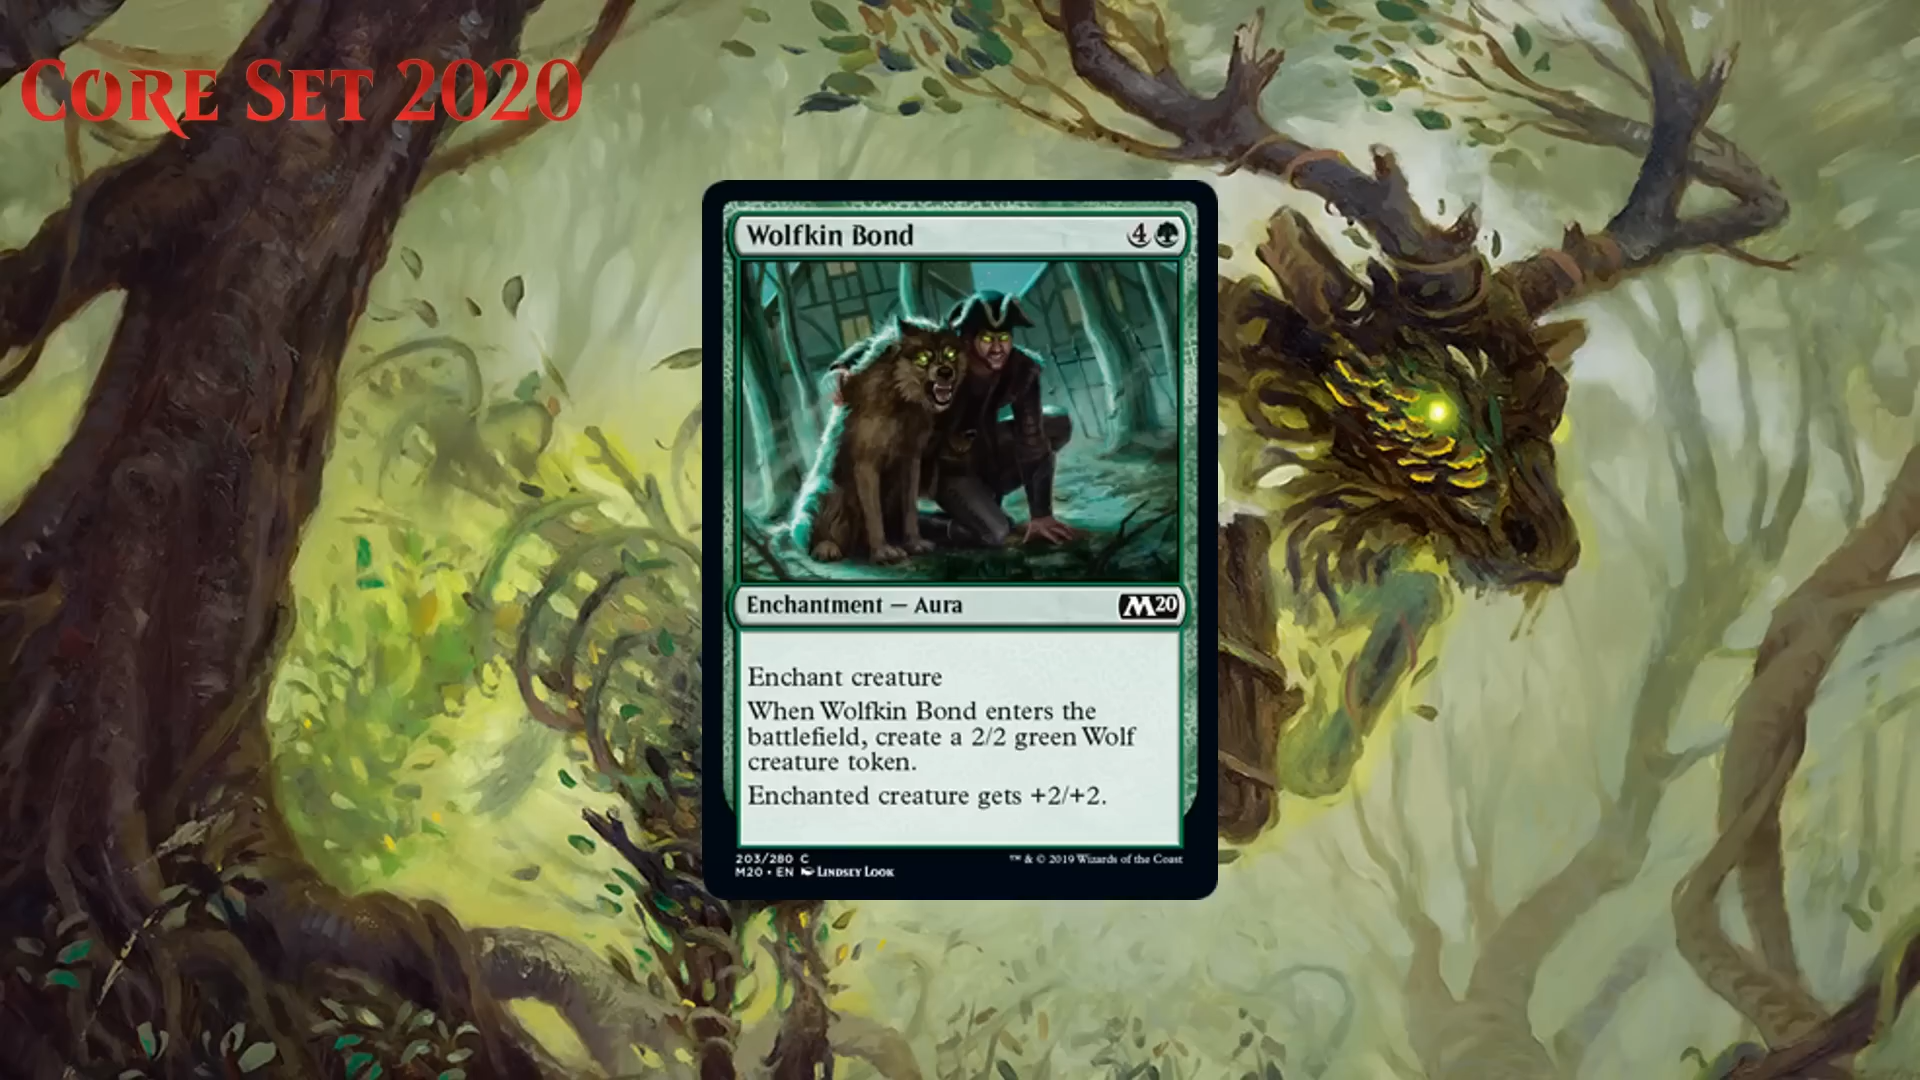 Core Set 2020
Wolfkin Bond 4
Enchantment — Aura
M20
Enchant creature
When Wolfkin Bond enters the
battlefield, create a 2/2 green Wolf
creature token.
Enchanted creature gets +2/+2.
203/280 C
™ & © 2019 Wizards of the Coast
M20 • EN Lindsey Look